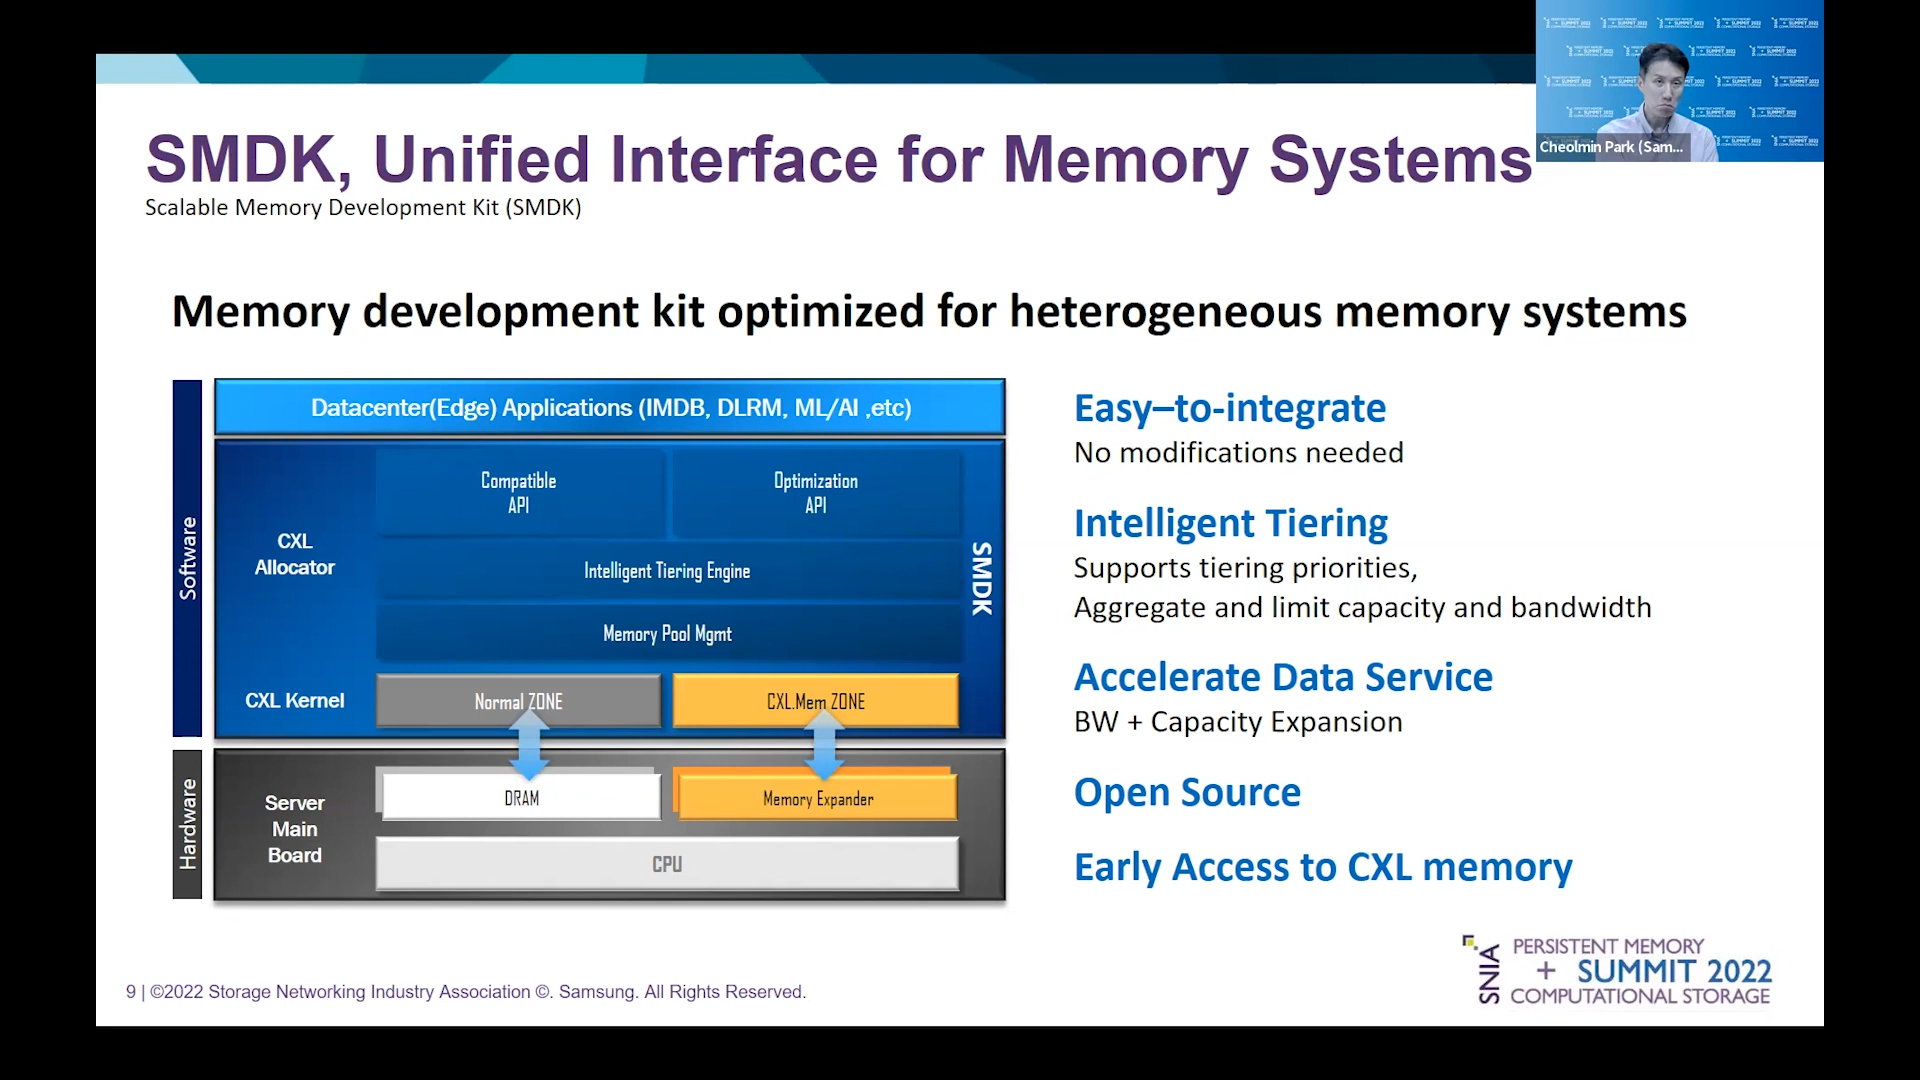 SMDK, Unified Interface for Memory Systems
Scalable Memory Development Kit (SMDK)
Cheolmin Park (Sam...
Memory development kit optimized for heterogeneous memory systems
Software
Datacenter(Edge) Applications (IMDB, DLRM, ML/AI ,etc)
CXL
Allocator
Compatible
API
Optimization
API
Intelligent Tiering Engine
Memory Pool Mgmt
SMDK
CXL Kernel
Normal ZONE
CXL.Mem ZONE
Hardware
Server
Main
Board
DRAM
Memory Expander
CPU
Easy–to-integrate
No modifications needed
Intelligent Tiering
Supports tiering priorities,
Aggregate and limit capacity and bandwidth
Accelerate Data Service
BW + Capacity Expansion
Open Source
Early Access to CXL memory
9 | ©2022 Storage Networking Industry Association ©. Samsung. All Rights Reserved.
SNIA
PERSISTENT MEMORY
+ SUMMIT 2022
COMPUTATIONAL STORAGE